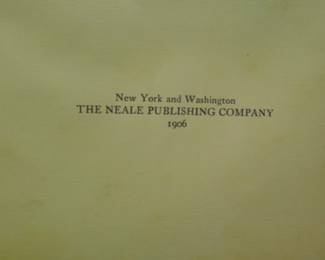 New York and Washington
THE NEALE PUBLISHING COMPANY
1906